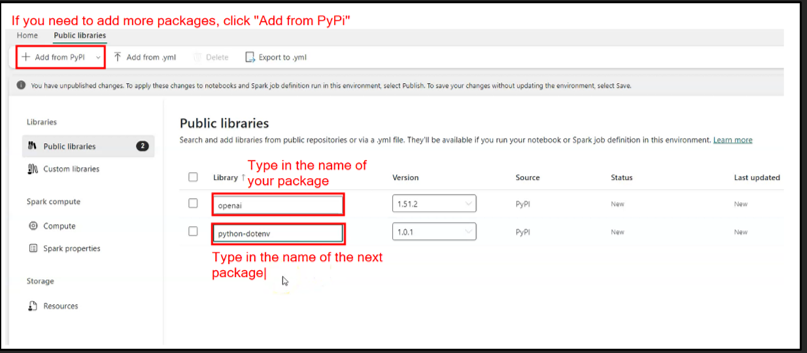 If you need to add more packages, click "Add from PyPi"
Home Public libraries
Add from PyPI Add from .yml Delete Export to .yml
You have unpublished changes. To apply these changes to notebooks and Spark job definition run in this environment, select Publish. To save your changes without updating the environment, select Save.
Libraries
Public libraries 2
Custom libraries
Spark compute
Compute
Spark properties
Storage
Resources
Public libraries
Search and add libraries from public repositories or via a .yml file. They'll be available if you run your notebook or Spark job definition in this environment. Learn more
Type in the name of
your package
Library ↑ Version Source Status Last updated
openai 1.51.2 PyPI New New
python-dotenv 1.0.1 PyPI New New
Type in the name of the next
package